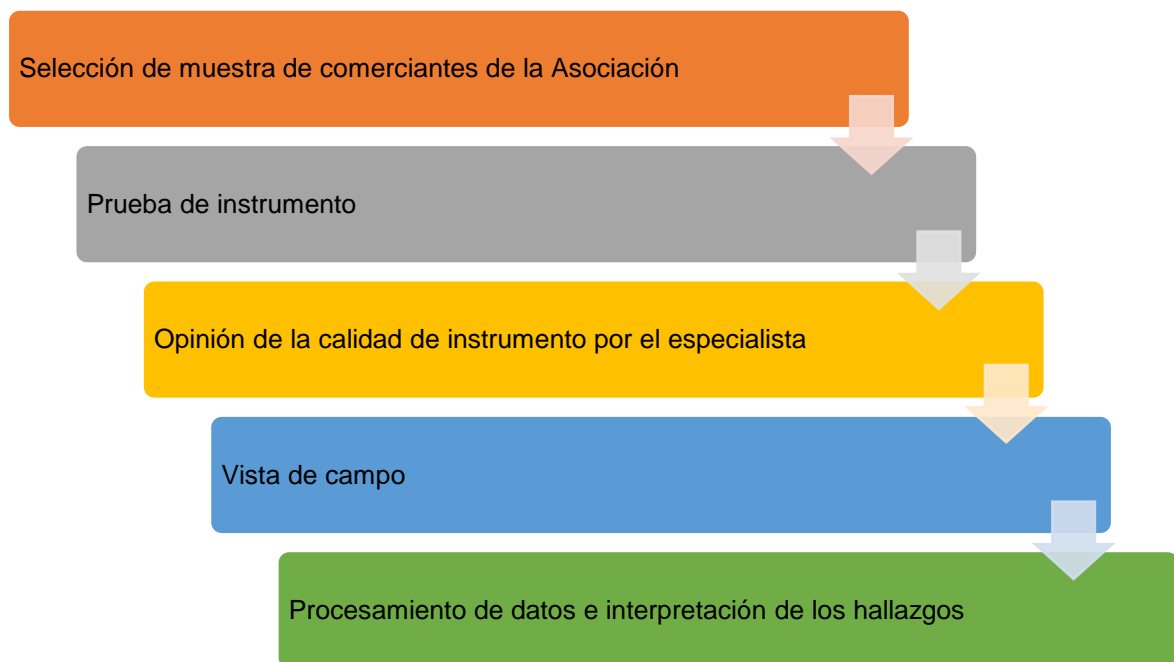 Selección de muestra de comerciantes de la Asociación
Prueba de instrumento
Opinión de la calidad de instrumento por el especialista
Vista de campo
Procesamiento de datos e interpretación de los hallazgos